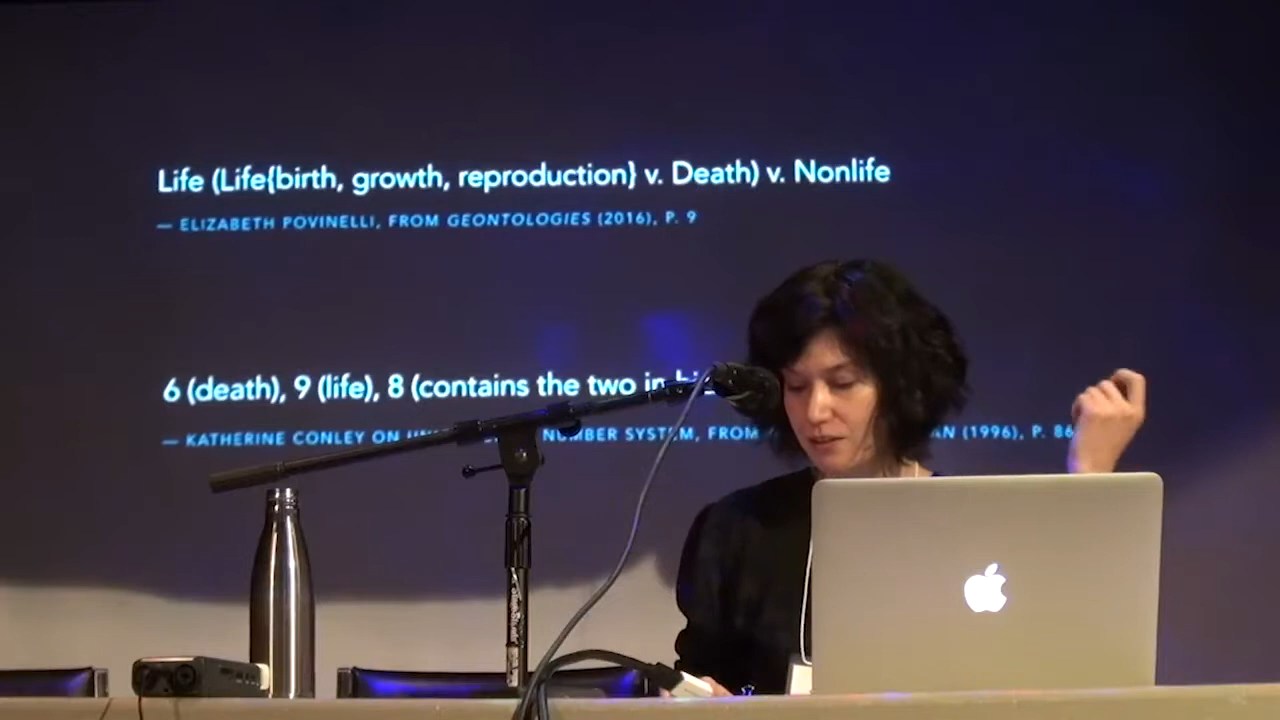 Life (Life{birth, growth, reproduction} v. Death) v. Nonlife
— ELIZABETH POVINELLI, FROM GEONTOLOGIES (2016), P. 9
6 (death), 9 (life), 8 (contains the two in
— KATHERINE CONLEY ON NUMBER SYSTEM, FROM (1996), P. 86